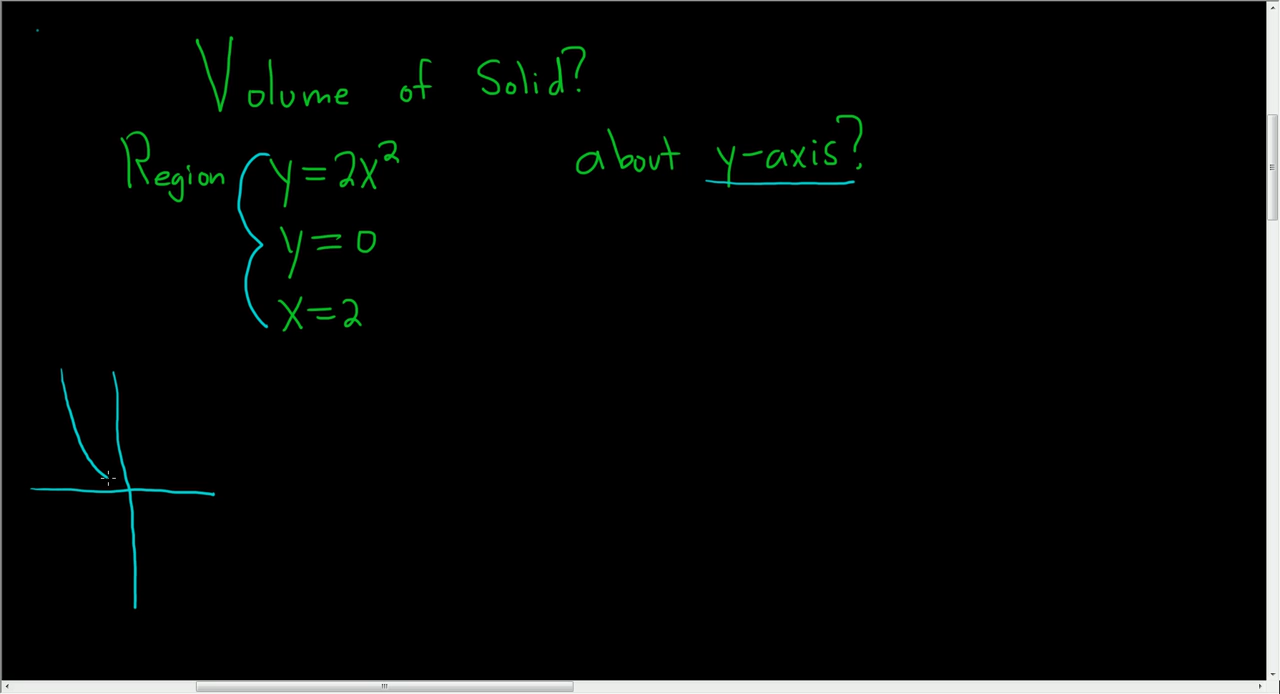 Volume of Solid?
Region y=2x² about y-axis?
y=0
x=2